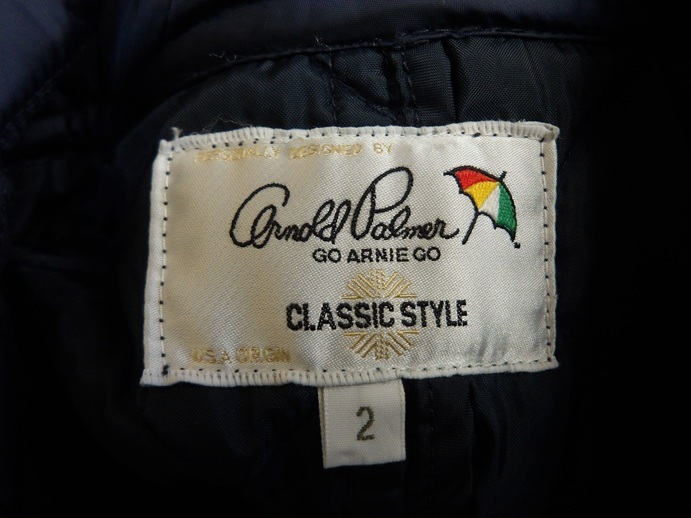 PERSONALLY DESIGNED BY
Arnold Palmer
GO ARNIE GO
CLASSIC STYLE
U.S.A ORIGIN
2